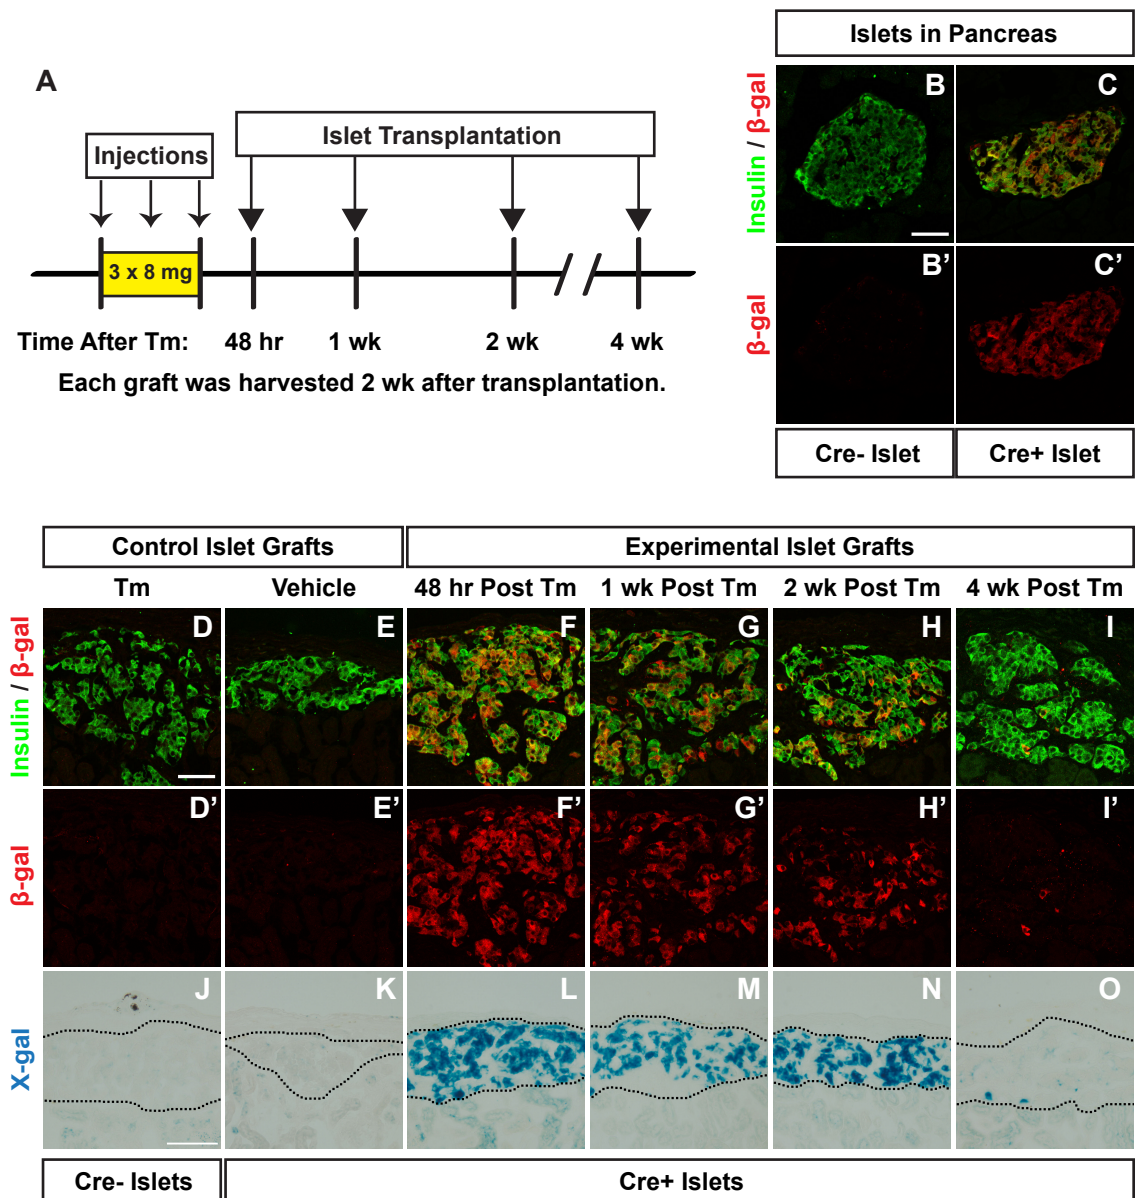 A
Injections
Islet Transplantation
3 x 8 mg
Time After Tm: 48 hr 1 wk 2 wk 4 wk
Each graft was harvested 2 wk after transplantation.
Islets in Pancreas
Insulin / β-gal
B C
β-gal
B’ C’
Cre- Islet Cre+ Islet
Control Islet Grafts Experimental Islet Grafts
Tm Vehicle 48 hr Post Tm 1 wk Post Tm 2 wk Post Tm 4 wk Post Tm
Insulin / β-gal
D E F G H I
β-gal
D’ E’ F’ G’ H’ I’
X-gal
J K L M N O
Cre- Islets Cre+ Islets